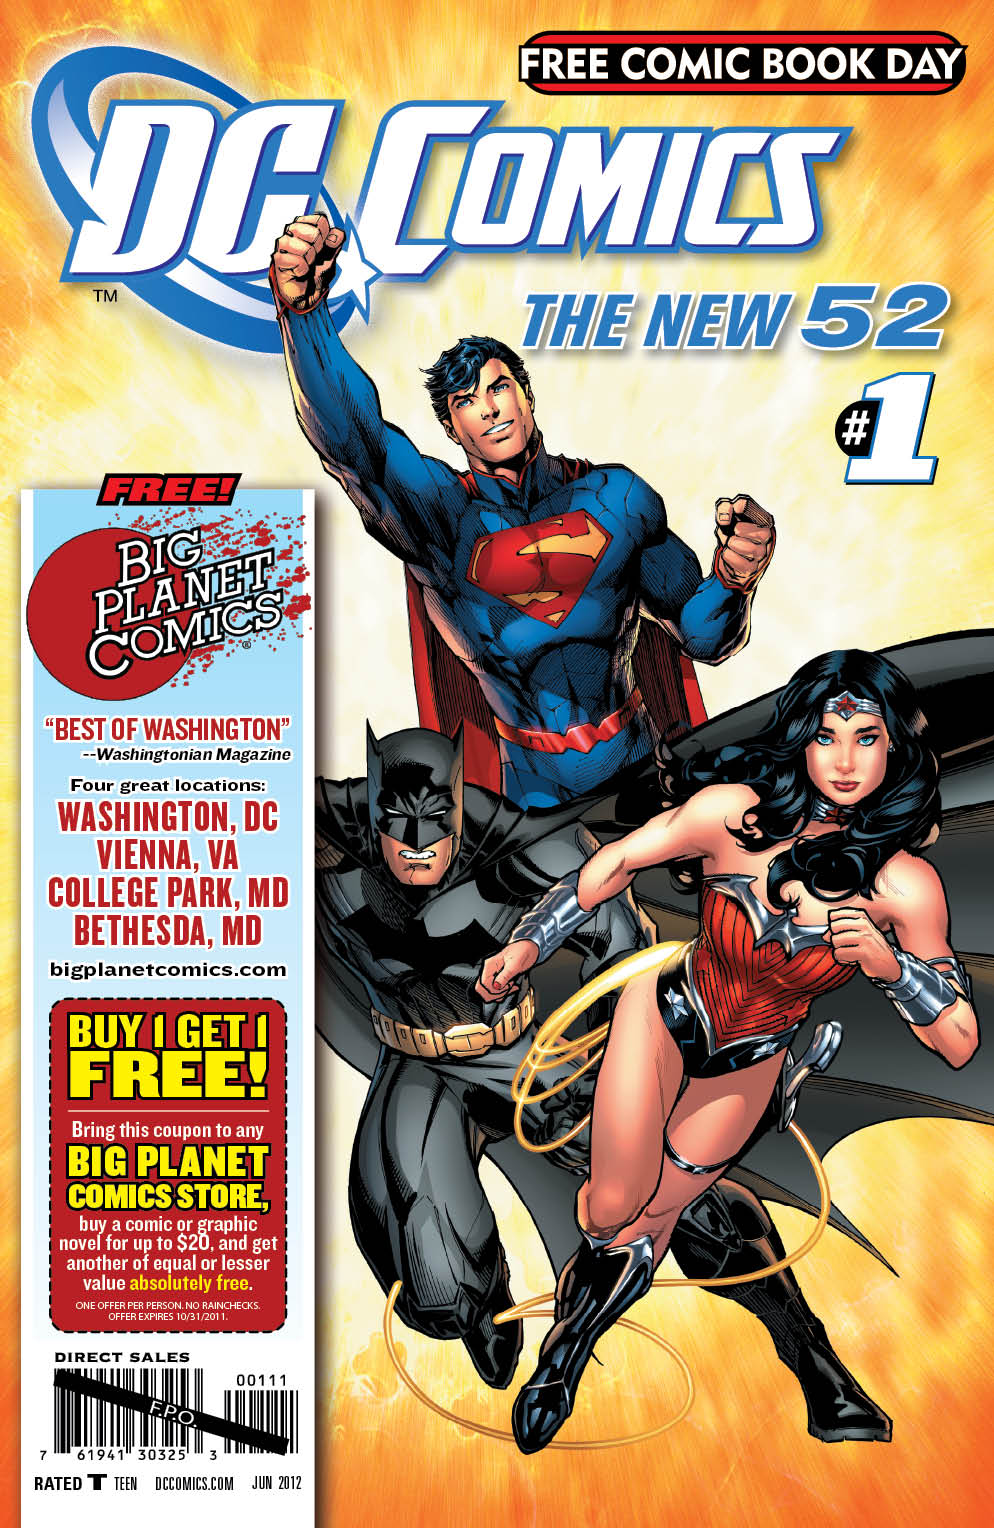 FREE COMIC BOOK DAY
DC COMICS
TM
THE NEW 52
#1
FREE!
BIG
PLANET
COMICS®
“BEST OF WASHINGTON”
--Washingtonian Magazine
Four great locations:
WASHINGTON, DC
VIENNA, VA
COLLEGE PARK, MD
BETHESDA, MD
bigplanetcomics.com
BUY 1 GET 1
FREE!
Bring this coupon to any
BIG PLANET
COMICS STORE,
buy a comic or graphic
novel for up to $20, and get
another of equal or lesser
value absolutely free.
ONE OFFER PER PERSON. NO RAINCHECKS.
OFFER EXPIRES 10/31/2011.
DIRECT SALES
00111
F.P.O.
7 61941 30325 3
RATED T TEEN DCCOMICS.COM JUN 2012